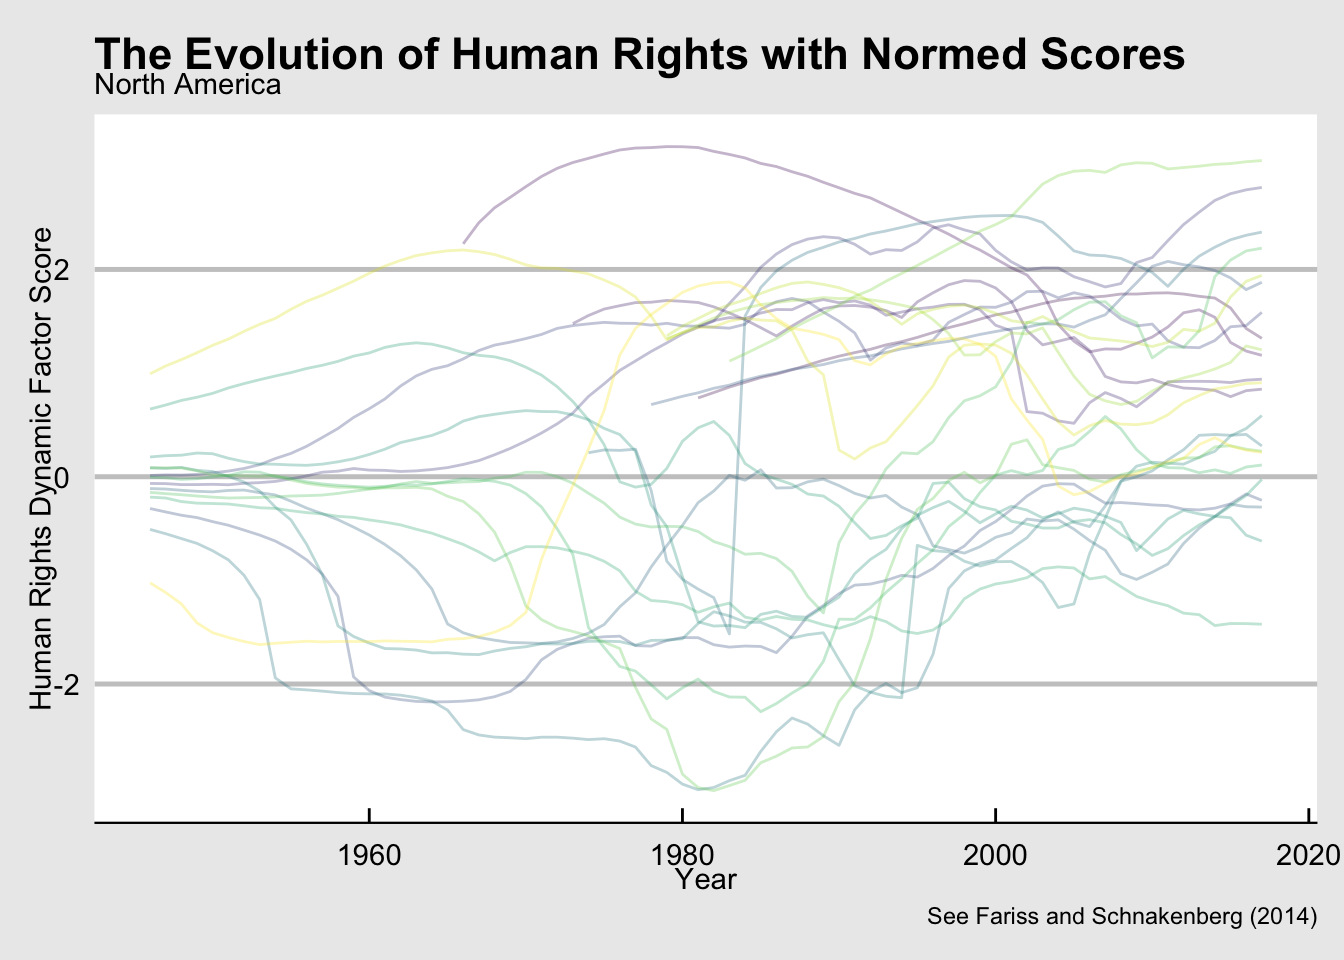 The Evolution of Human Rights with Normed Scores
North America
Human Rights Dynamic Factor Score
2
0
-2
1960
1980
2000
2020
Year
See Fariss and Schnakenberg (2014)